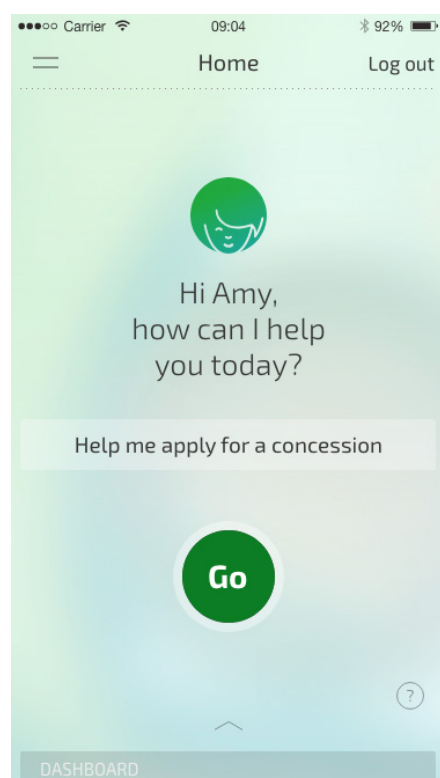 Carrier 09:04 92%
Home Log out
Hi Amy,
how can I help
you today?
Help me apply for a concession
Go
?
DASHBOARD